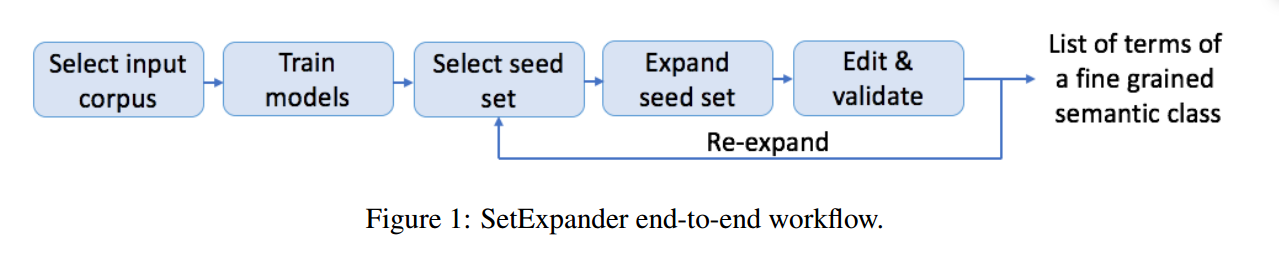 Select input
corpus
Train
models
Select seed
set
Expand
seed set
Edit &
validate
List of terms of
a fine grained
semantic class
Re-expand
Figure 1: SetExpander end-to-end workflow.